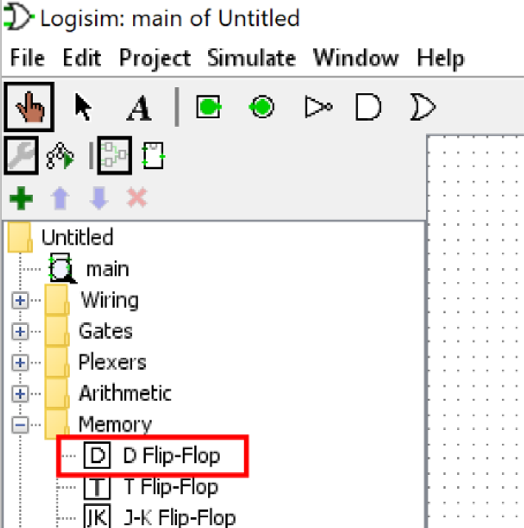 Logisim: main of Untitled
File Edit Project Simulate Window Help
A
Untitled
main
Wiring
Gates
Plexers
Arithmetic
Memory
D D Flip-Flop
T T Flip-Flop
JK J-K Flip-Flop